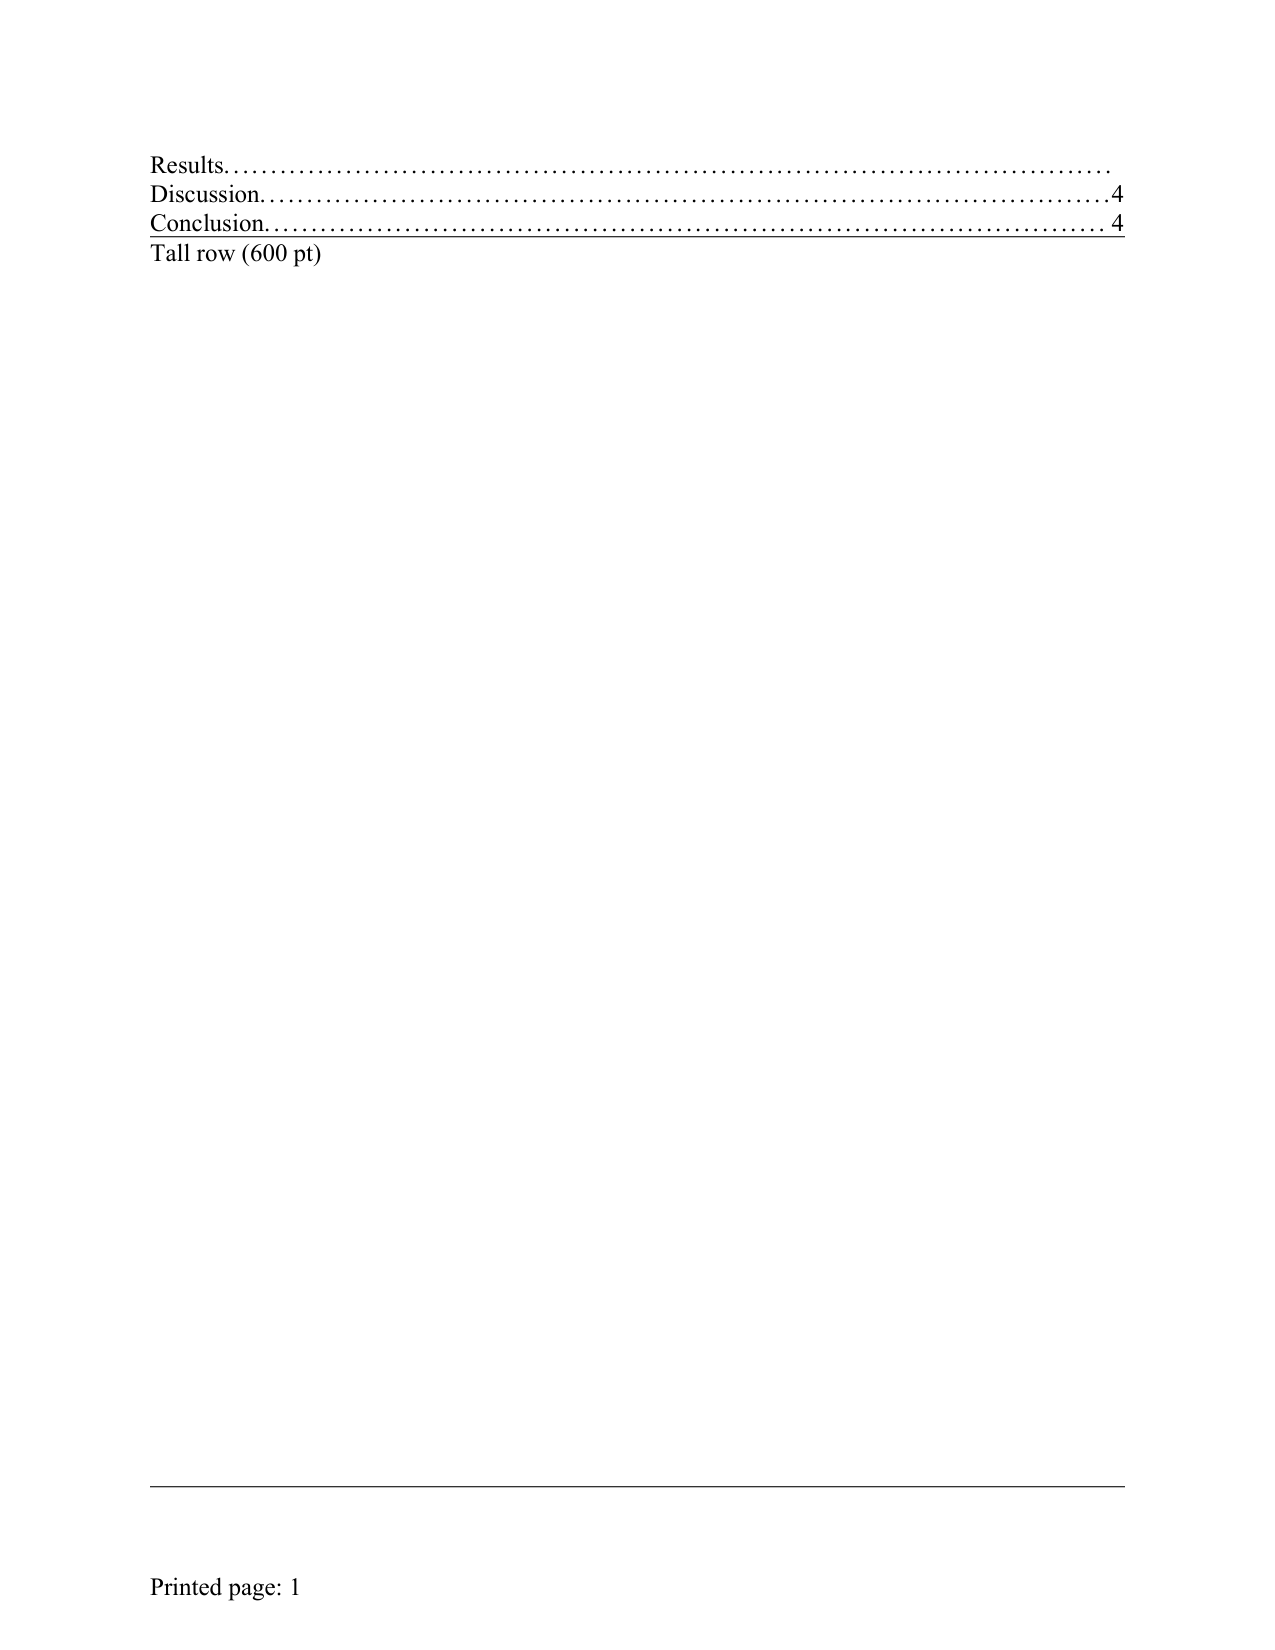 Results.......................................................................................
Discussion...................................................................................4
Conclusion.................................................................................. 4
Tall row (600 pt)
Printed page: 1